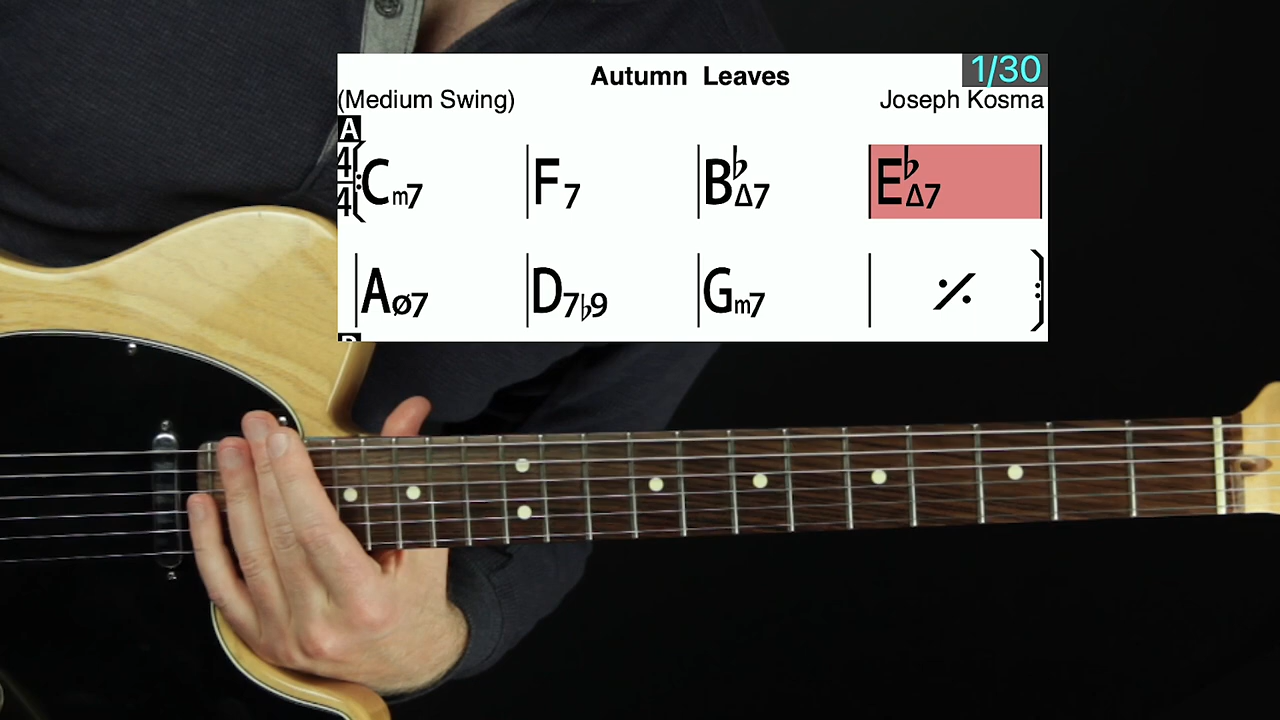 Autumn Leaves
1/30
(Medium Swing)
Joseph Kosma
A
4/4 Cm7 F7 B♭Δ7 E♭Δ7
Aø7 D7♭9 Gm7 𝄎